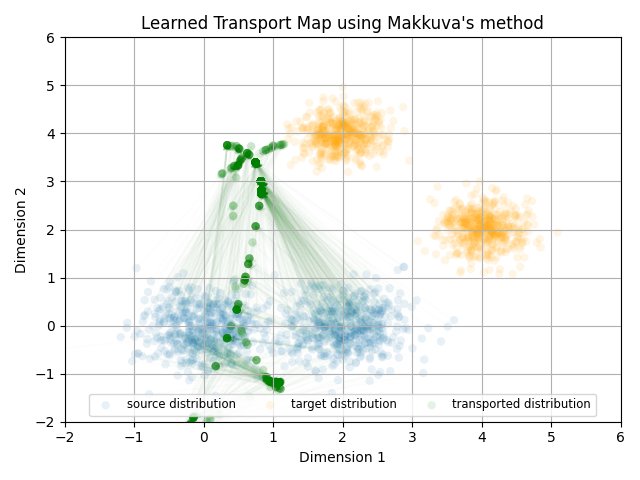 Learned Transport Map using Makkuva's method
6
5
4
3
2
1
0
−1
−2
Dimension 2
source distribution target distribution transported distribution
−2 −1 0 1 2 3 4 5 6
Dimension 1